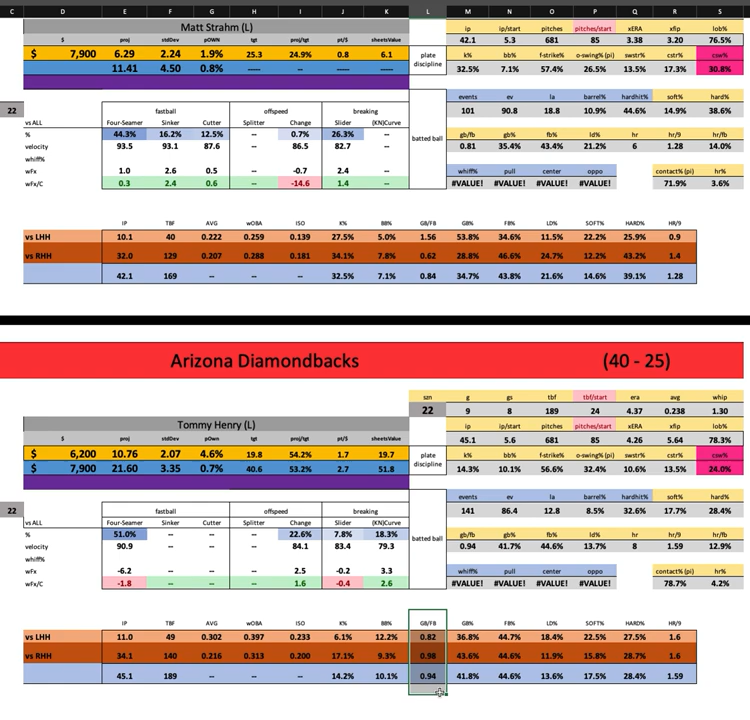 C D E F G H I J K L M N O P Q R S
Matt Strahm (L) ip ip/start pitches pitches/start xERA xfip lob%
42.1 5.3 681 85 3.38 3.20 76.5%
$ proj stdDev pOWN tgt proj/tgt pt/$ sheetsValue k% bb% f-strike% o-swing% (pi) swstr% cstr% csw%
$ 7,900 6.29 2.24 1.9% 25.3 24.9% 0.8 6.1 plate discipline 32.5% 7.1% 57.4% 26.5% 13.5% 17.3% 30.8%
11.41 4.50 0.8% ---- -- ---- ----
events ev la barrel% hardhit% soft% hard%
22 fastball offspeed breaking 101 90.8 18.8 10.9% 44.6% 14.9% 38.6%
vs ALL Four-Seamer Sinker Cutter Splitter Change Slider (KN)Curve
% 44.3% 16.2% 12.5% -- 0.7% 26.3% -- batted ball gb/fb gb% fb% ld% hr hr/9 hr/fb
velocity 93.5 93.1 87.6 -- 86.5 82.7 -- 0.81 35.4% 43.4% 21.2% 6 1.28 14.0%
whiff%
wFx 1.0 2.6 0.5 -- -0.7 2.4 -- whiff% pull center oppo contact% (pi) hr%
wFx/C 0.3 2.4 0.6 -- -14.6 1.4 -- #VALUE! #VALUE! #VALUE! #VALUE! 71.9% 3.6%
IP TBF AVG wOBA ISO K% BB% GB/FB GB% FB% LD% SOFT% HARD% HR/9
vs LHH 10.1 40 0.222 0.259 0.139 27.5% 5.0% 1.56 53.8% 34.6% 11.5% 22.2% 25.9% 0.9
vs RHH 32.0 129 0.207 0.288 0.181 34.1% 7.8% 0.62 28.8% 46.6% 24.7% 12.2% 43.2% 1.4
42.1 169 -- -- -- 32.5% 7.1% 0.84 34.7% 43.8% 21.6% 14.6% 39.1% 1.28
Arizona Diamondbacks (40 - 25)
szn g gs tbf tbf/start era avg whip
22 9 8 189 24 4.37 0.238 1.30
Tommy Henry (L) ip ip/start pitches pitches/start xERA xfip lob%
45.1 5.6 681 85 4.26 5.64 78.3%
$ proj stdDev pOwn tgt proj/tgt pt/$ sheetsValue k% bb% f-strike% o-swing% (pi) swstr% cstr% csw%
$ 6,200 10.76 2.07 4.6% 19.8 54.2% 1.7 19.7 plate discipline 14.3% 10.1% 56.6% 32.4% 10.6% 13.5% 24.0%
$ 7,900 21.60 3.35 0.7% 40.6 53.2% 2.7 51.8
events ev la barrel% hardhit% soft% hard%
22 fastball offspeed breaking 141 86.4 12.8 8.5% 32.6% 17.7% 28.4%
vs ALL Four-Seamer Sinker Cutter Splitter Change Slider (KN)Curve
% 51.0% -- -- -- 22.6% 7.8% 18.3% batted ball gb/fb gb% fb% ld% hr hr/9 hr/fb
velocity 90.9 -- -- -- 84.1 83.4 79.3 0.94 41.7% 44.6% 13.7% 8 1.59 12.9%
whiff%
wFx -6.2 -- -- -- 2.5 -0.2 3.3 whiff% pull center oppo contact% (pi) hr%
wFx/C -1.8 -- -- -- 1.6 -0.4 2.6 #VALUE! #VALUE! #VALUE! #VALUE! 78.7% 4.2%
IP TBF AVG wOBA ISO K% BB% GB/FB GB% FB% LD% SOFT% HARD% HR/9
vs LHH 11.0 49 0.302 0.397 0.233 6.1% 12.2% 0.82 36.8% 44.7% 18.4% 22.5% 27.5% 1.6
vs RHH 34.1 140 0.216 0.313 0.200 17.1% 9.3% 0.98 43.6% 44.6% 11.9% 15.8% 28.7% 1.6
45.1 189 -- -- -- 14.2% 10.1% 0.94 41.8% 44.6% 13.6% 17.5% 28.4% 1.59